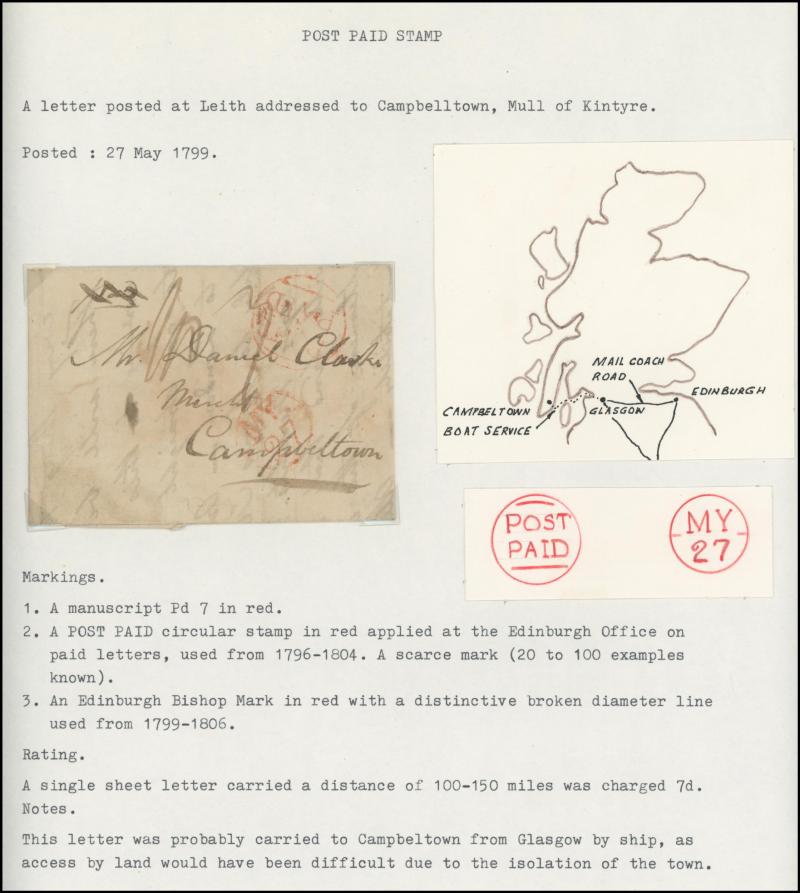 POST PAID STAMP
A letter posted at Leith addressed to Campbelltown, Mull of Kintyre.
Posted : 27 May 1799.
Mr. Daniel Clark
Mercht
Campbeltown
MY
MAIL COACH
ROAD
EDINBURGH
CAMPBELTOWN
GLASGOW
BOAT SERVICE
POST
PAID
MY
27
Markings.
1. A manuscript Pd 7 in red.
2. A POST PAID circular stamp in red applied at the Edinburgh Office on
paid letters, used from 1796-1804. A scarce mark (20 to 100 examples
known).
3. An Edinburgh Bishop Mark in red with a distinctive broken diameter line
used from 1799-1806.
Rating.
A single sheet letter carried a distance of 100-150 miles was charged 7d.
Notes.
This letter was probably carried to Campbeltown from Glasgow by ship, as
access by land would have been difficult due to the isolation of the town.